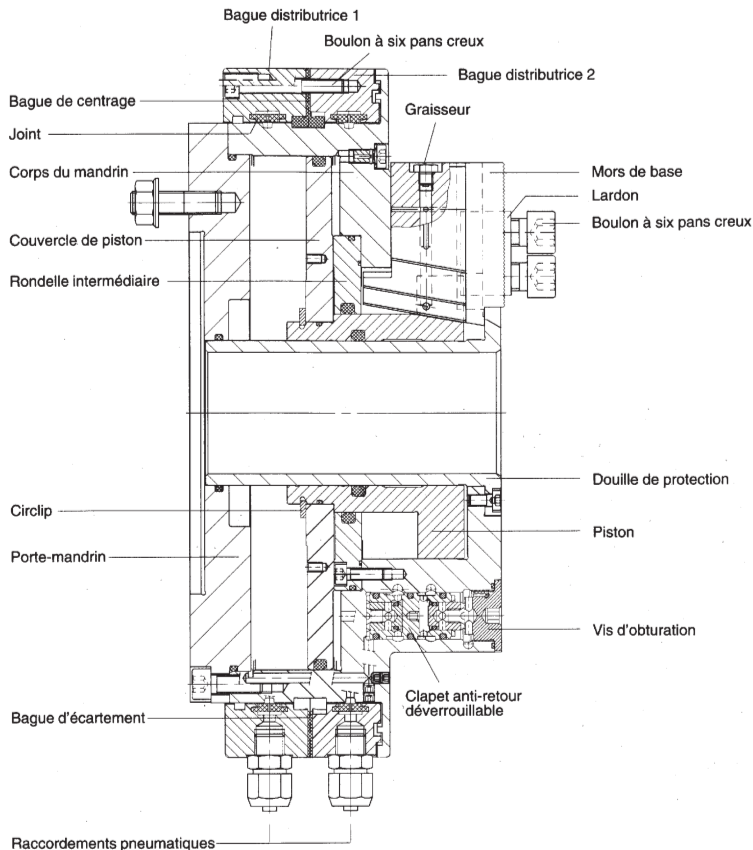 Bague distributrice 1
Boulon à six pans creux
Bague distributrice 2
Bague de centrage
Graisseur
Joint
Corps du mandrin
Mors de base
Lardon
Boulon à six pans creux
Couvercle de piston
Rondelle intermédiaire
Douille de protection
Circlip
Piston
Porte-mandrin
Vis d'obturation
Clapet anti-retour
déverrouillable
Bague d'écartement
Raccordements pneumatiques